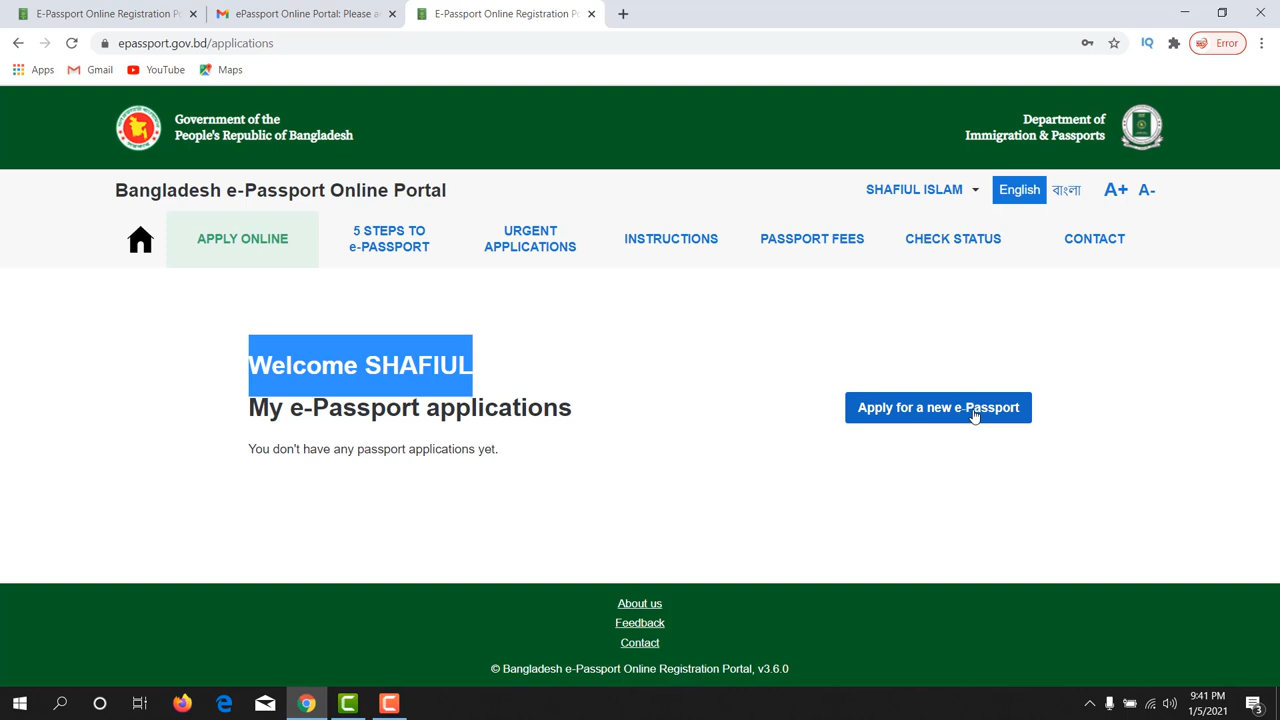 E-Passport Online Registration Po
ePassport Online Portal: Please a
E-Passport Online Registration Po
epassport.gov.bd/applications
IQ
Error
Apps
Gmail
YouTube
Maps
Government of the
People's Republic of Bangladesh
Department of
Immigration & Passports
Bangladesh e-Passport Online Portal
SHAFIUL ISLAM
English
বাংলা
A+
A-
APPLY ONLINE
5 STEPS TO
e-PASSPORT
URGENT
APPLICATIONS
INSTRUCTIONS
PASSPORT FEES
CHECK STATUS
CONTACT
Welcome SHAFIUL
My e-Passport applications
Apply for a new e-Passport
You don't have any passport applications yet.
About us
Feedback
Contact
© Bangladesh e-Passport Online Registration Portal, v3.6.0
9:41 PM
1/5/2021
3